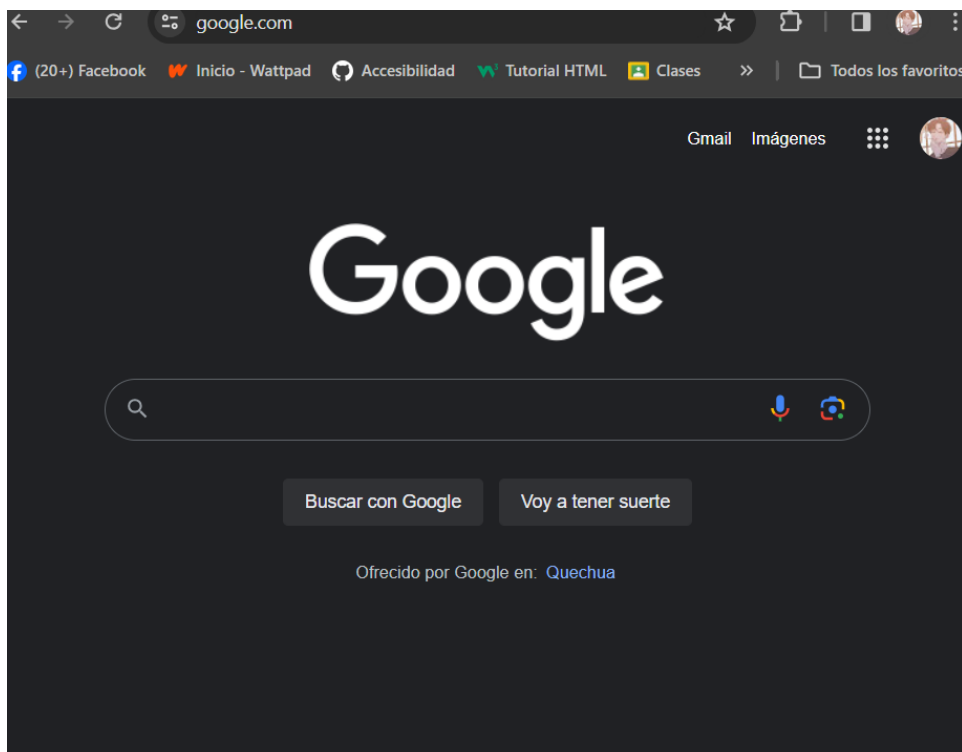 google.com
(20+) Facebook Inicio - Wattpad Accesibilidad Tutorial HTML Clases » Todos los favoritos
Gmail Imágenes
Google
Buscar con Google Voy a tener suerte
Ofrecido por Google en: Quechua